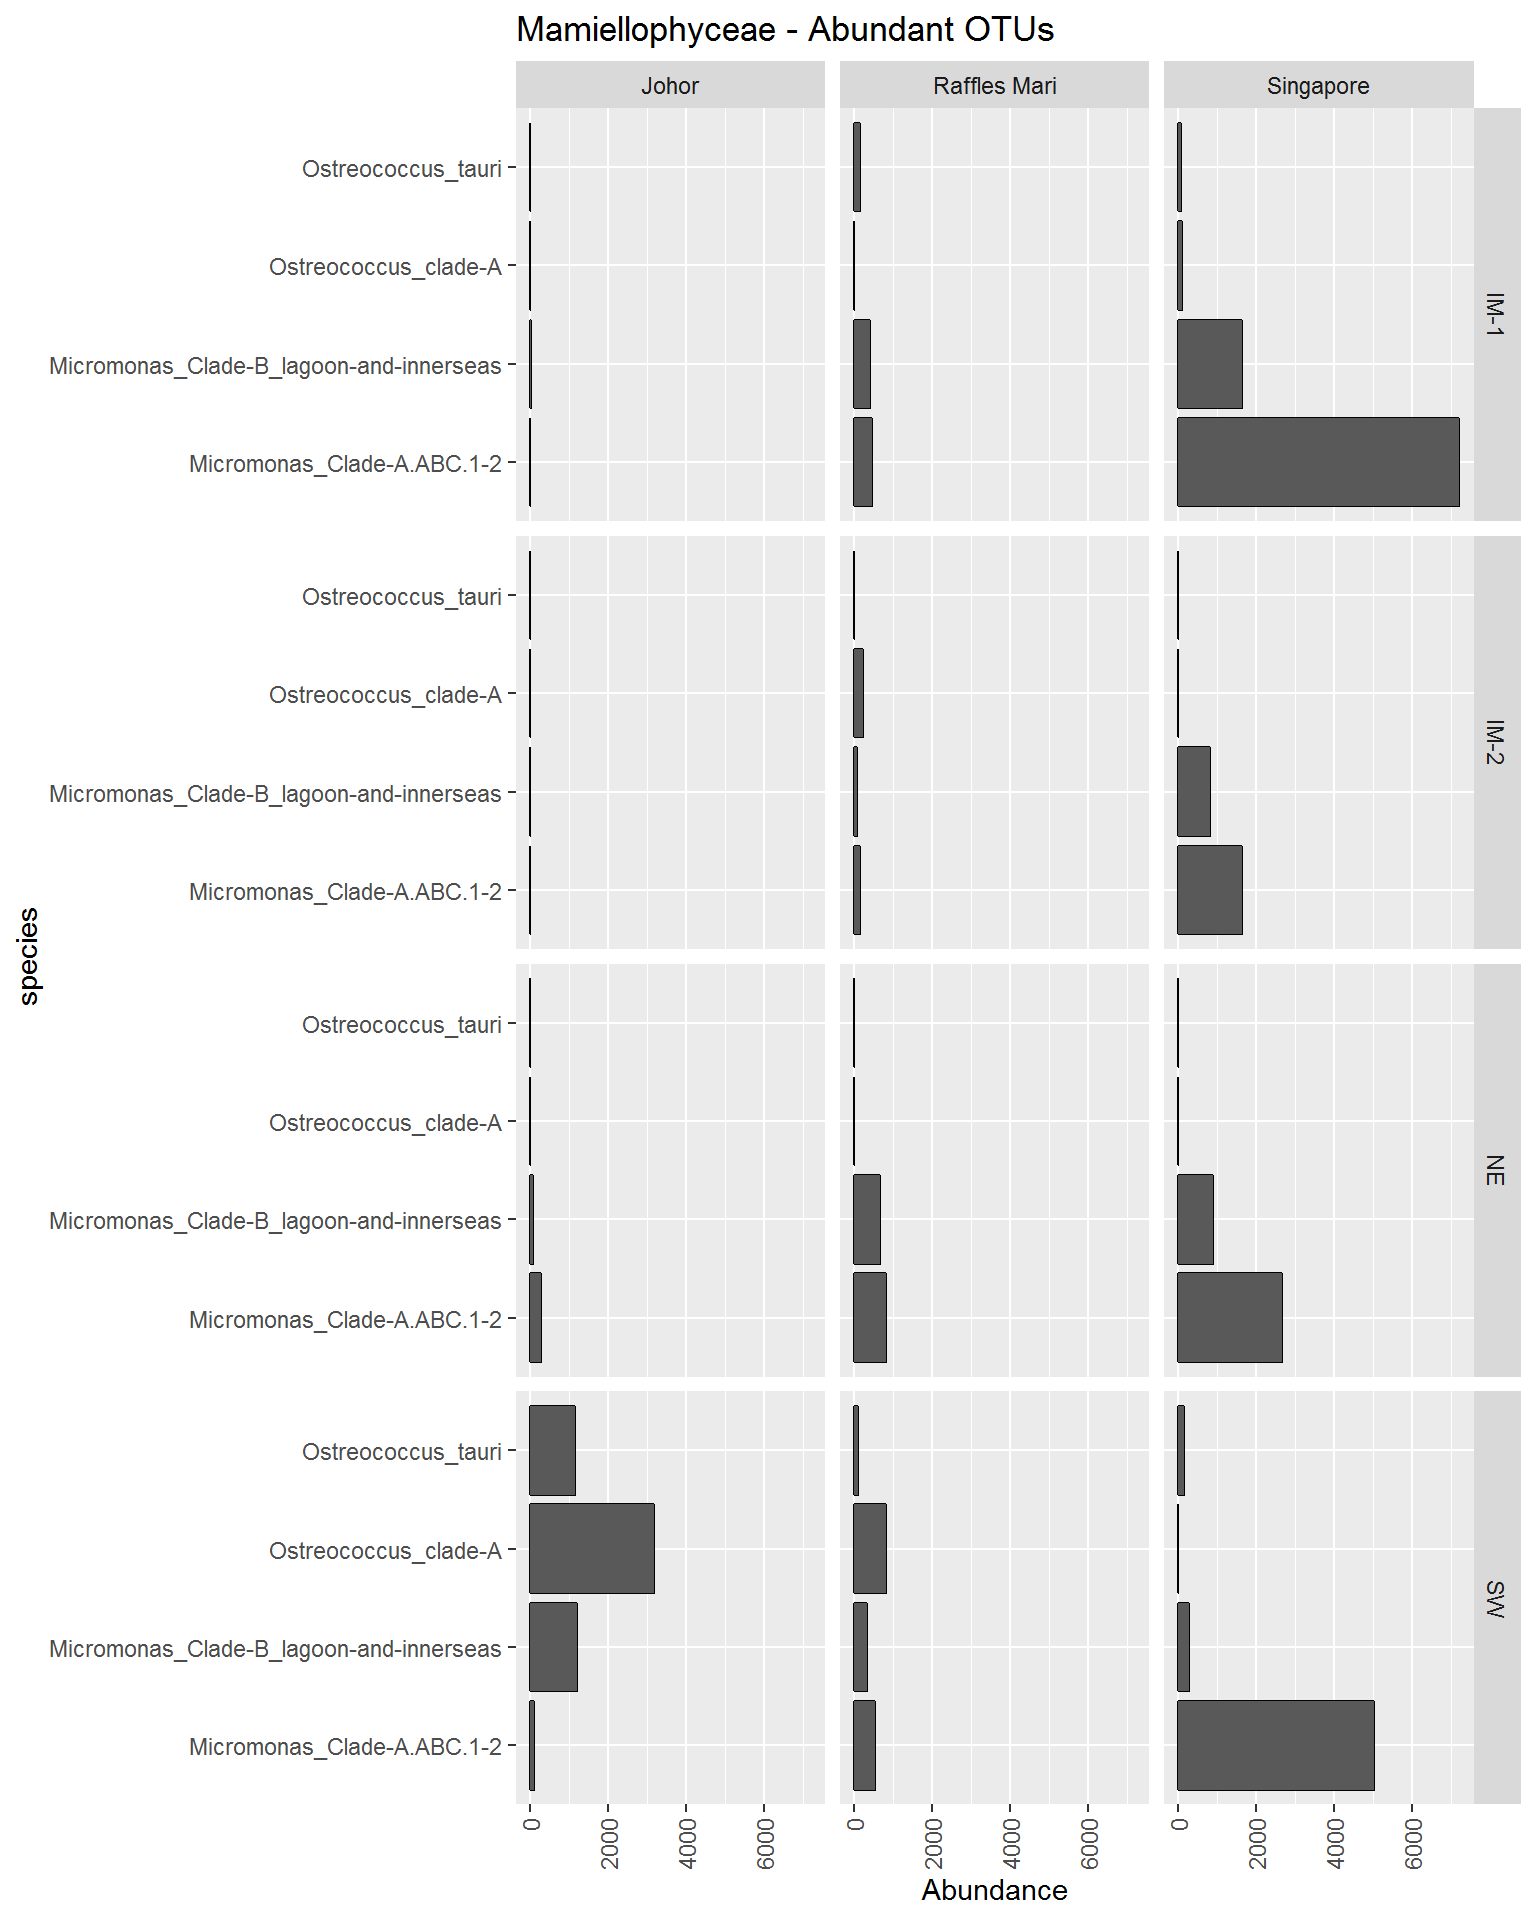 Mamiellophyceae - Abundant OTUs
Johor
Raffles Mari
Singapore
Ostreococcus_tauri
Ostreococcus_clade-A
Micromonas_Clade-B_lagoon-and-innerseas
Micromonas_Clade-A.ABC.1-2
IM-1
Ostreococcus_tauri
Ostreococcus_clade-A
Micromonas_Clade-B_lagoon-and-innerseas
Micromonas_Clade-A.ABC.1-2
IM-2
species
Ostreococcus_tauri
Ostreococcus_clade-A
Micromonas_Clade-B_lagoon-and-innerseas
Micromonas_Clade-A.ABC.1-2
NE
Ostreococcus_tauri
Ostreococcus_clade-A
Micromonas_Clade-B_lagoon-and-innerseas
Micromonas_Clade-A.ABC.1-2
SW
0 2000 4000 6000
0 2000 4000 6000
0 2000 4000 6000
Abundance